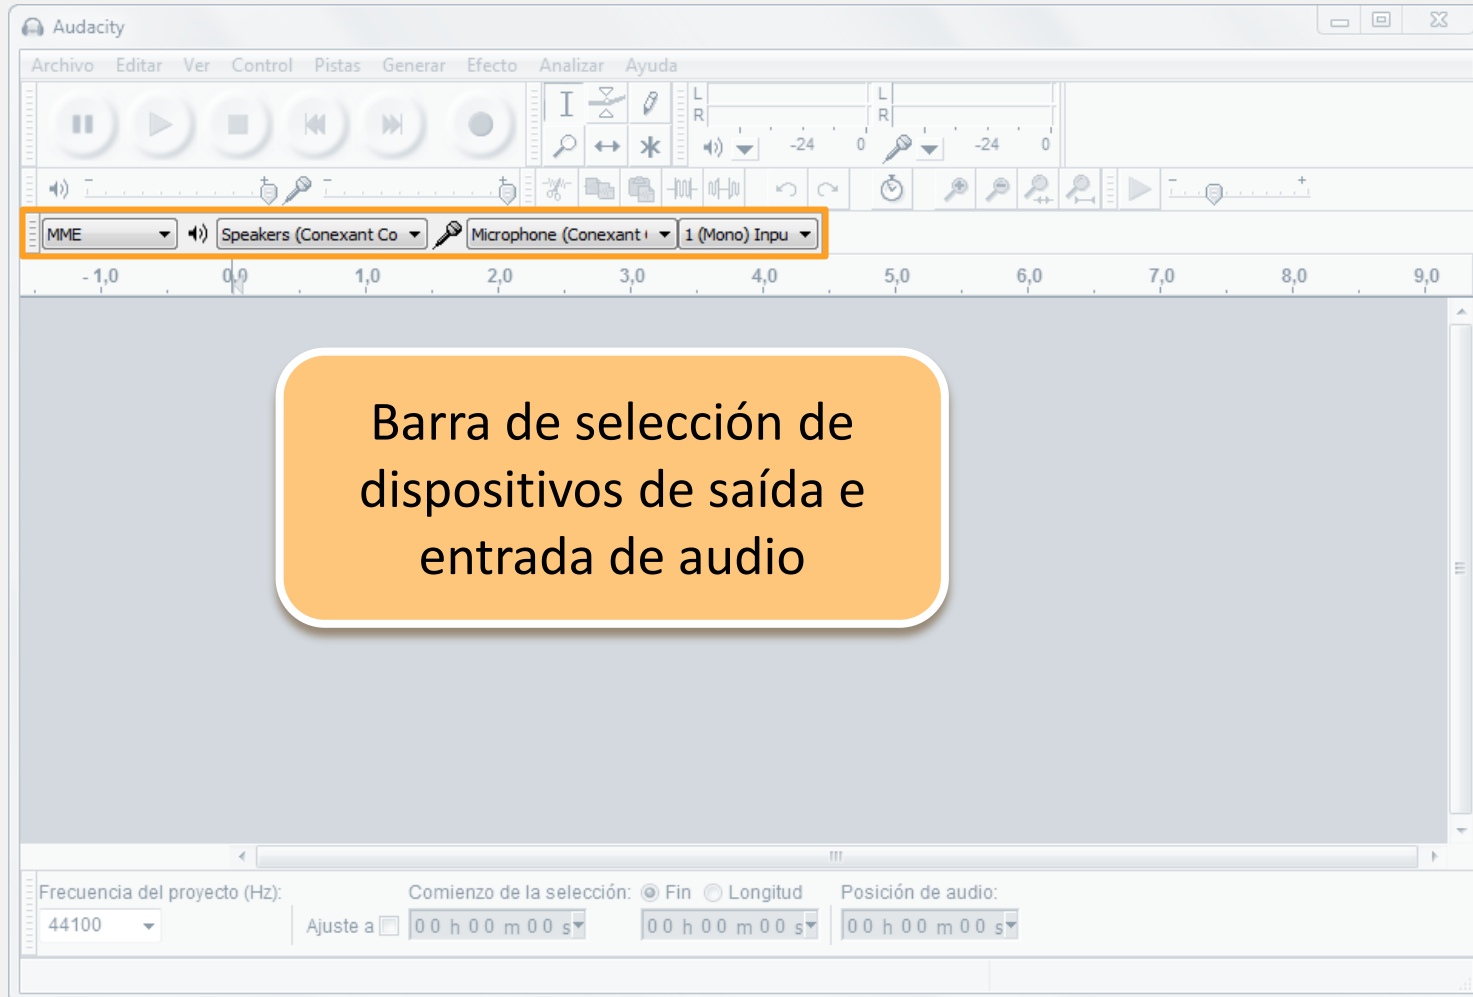 Audacity
Archivo Editar Ver Control Pistas Generar Efecto Analizar Ayuda
L L
R R
-24 0 -24 0
- + - + - +
MME Speakers (Conexant Co Microphone (Conexant 1 (Mono) Inpu
- 1,0 0,0 1,0 2,0 3,0 4,0 5,0 6,0 7,0 8,0 9,0
Barra de selección de
dispositivos de saída e
entrada de audio
Frecuencia del proyecto (Hz): Comienzo de la selección: Fin Longitud Posición de audio:
44100 Ajuste a 00 h 00 m 00 s 00 h 00 m 00 s 00 h 00 m 00 s